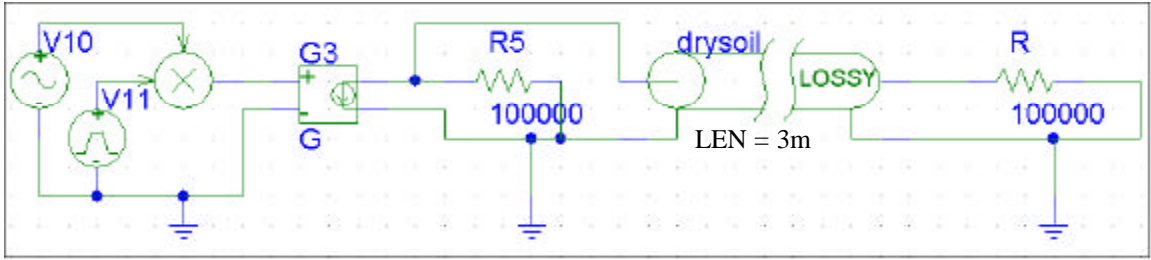 V10
V11
G3
G
R5
100000
drysoil
LOSSY
LEN = 3m
R
100000